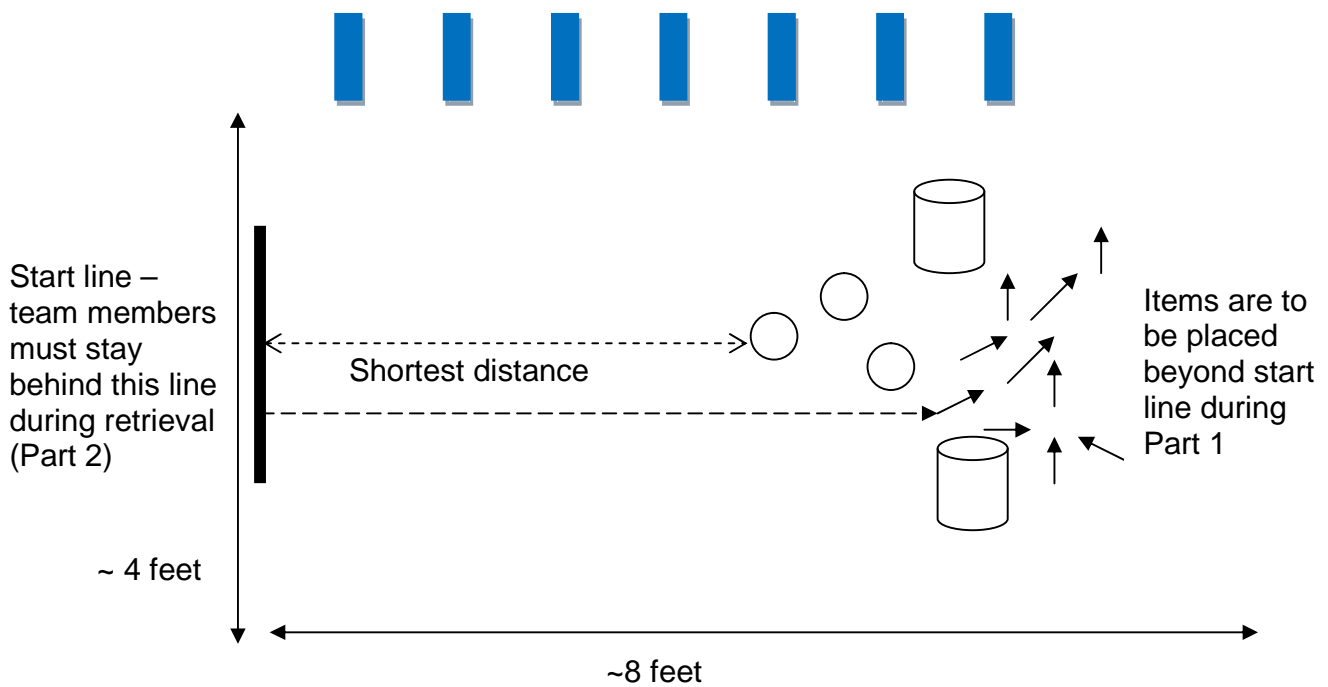 Start line –
team members
must stay
behind this line
during retrieval
(Part 2)
Shortest distance
Items are to
be placed
beyond start
line during
Part 1
~ 4 feet
~8 feet